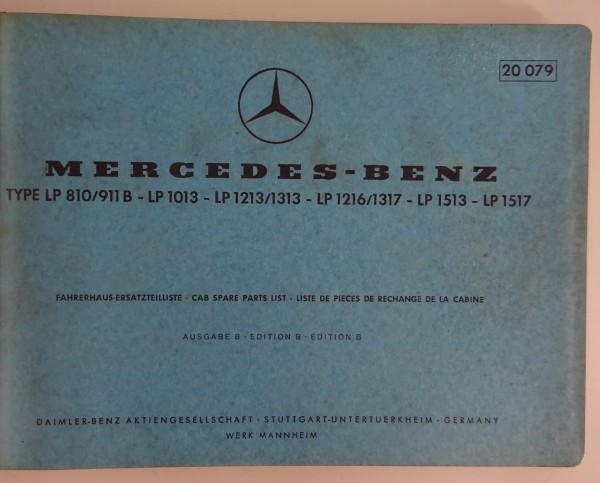 20 079
MERCEDES-BENZ
TYPE LP 810/911 B - LP 1013 - LP 1213/1313 - LP 1216/1317 - LP 1513 - LP 1517
FAHRERHAUS-ERSATZTEILLISTE · CAB SPARE PARTS LIST · LISTE DE PIECES DE RECHANGE DE LA CABINE
AUSGABE B · EDITION B · EDITION B
DAIMLER-BENZ AKTIENGESELLSCHAFT · STUTTGART-UNTERTUERKHEIM · GERMANY
WERK MANNHEIM